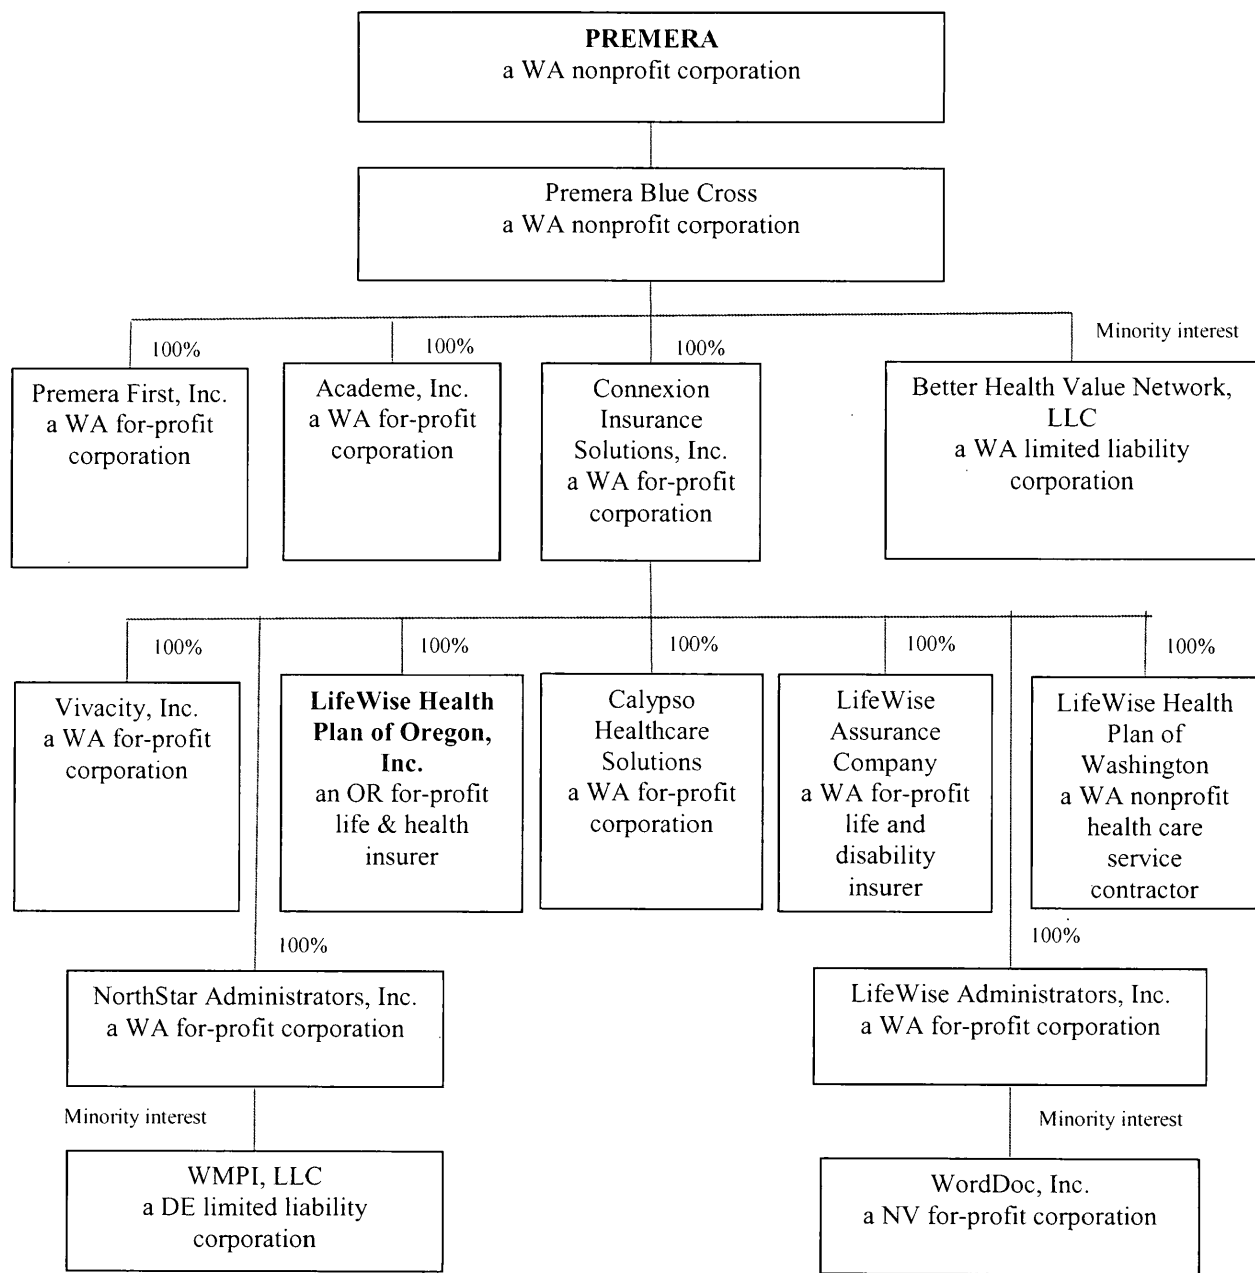 PREMERA
a WA nonprofit corporation
Premera Blue Cross
a WA nonprofit corporation
Minority interest
100%
100%
100%
Premera First, Inc.
a WA for-profit
corporation
Academe, Inc.
a WA for-profit
corporation
Connexion
Insurance
Solutions, Inc.
a WA for-profit
corporation
Better Health Value Network,
LLC
a WA limited liability
corporation
100%
100%
100%
100%
100%
Vivacity, Inc.
a WA for-profit
corporation
LifeWise Health
Plan of Oregon,
Inc.
an OR for-profit
life & health
insurer
Calypso
Healthcare
Solutions
a WA for-profit
corporation
LifeWise
Assurance
Company
a WA for-profit
life and
disability
insurer
LifeWise Health
Plan of
Washington
a WA nonprofit
health care
service
contractor
100%
100%
NorthStar Administrators, Inc.
a WA for-profit corporation
LifeWise Administrators, Inc.
a WA for-profit corporation
Minority interest
Minority interest
WMPI, LLC
a DE limited liability
corporation
WordDoc, Inc.
a NV for-profit corporation